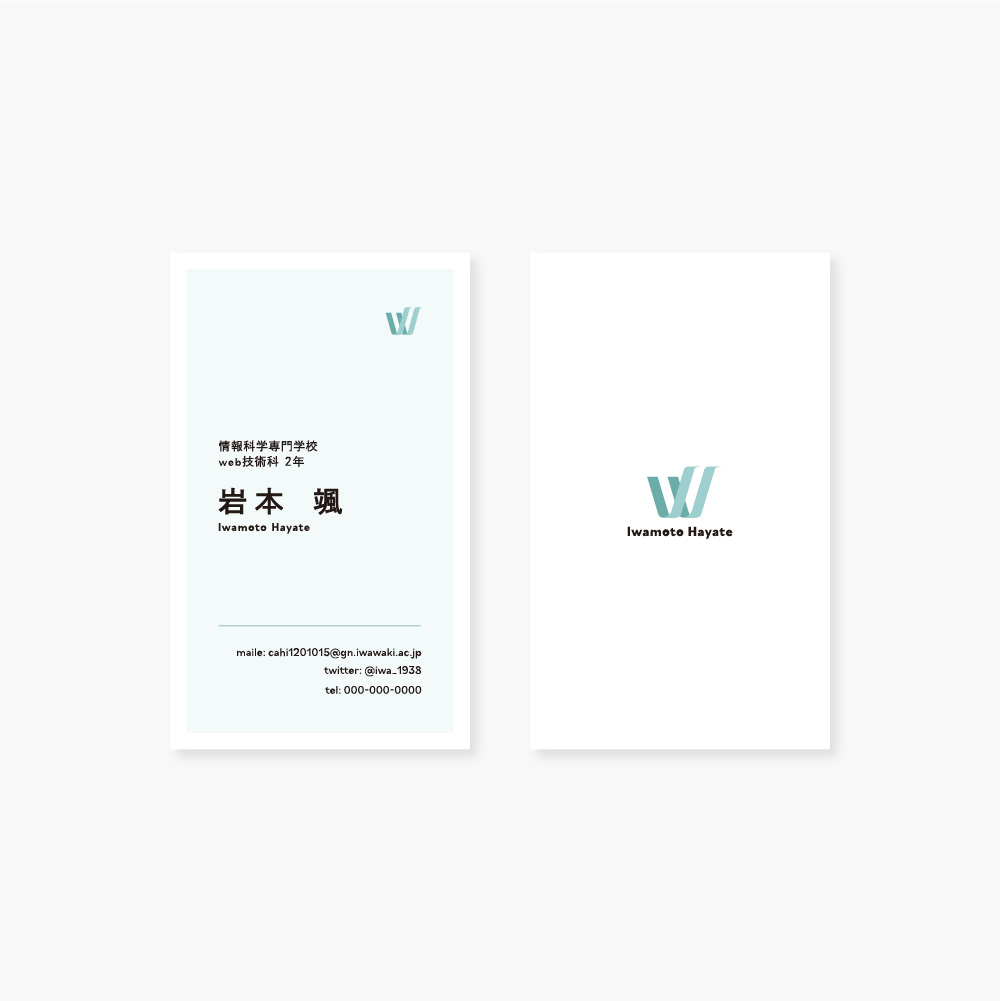 情報科学専門学校
web技術科 2年
岩本 颯
Iwamoto Hayate
maile: cahi1201015@gn.iwawaki.ac.jp
twitter: @iwa_1938
tel: 000-000-0000
W
Iwamoto Hayate